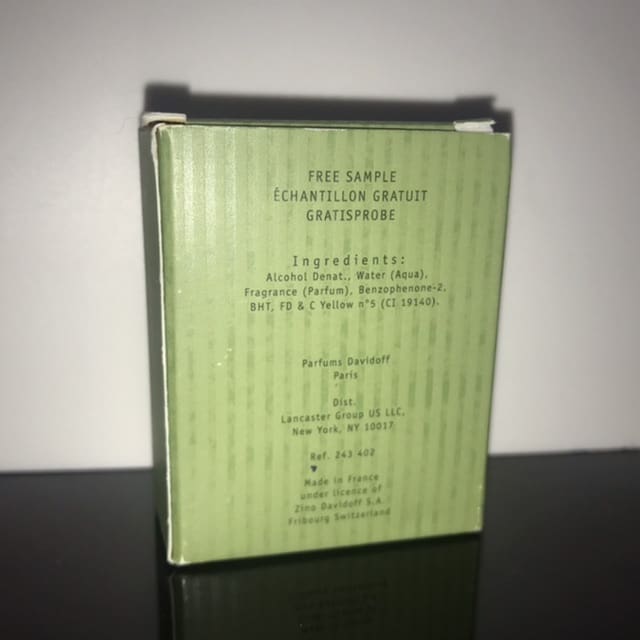 FREE SAMPLE
ÉCHANTILLON GRATUIT
GRATISPROBE
Ingredients:
Alcohol Denat., Water (Aqua),
Fragrance (Parfum), Benzophenone-2,
BHT, FD & C Yellow n°5 (CI 19140).
Parfums Davidoff
Paris
Dist.
Lancaster Group US LLC,
New York, NY 10017
Ref. 243 402
Made in France
under licence of
Zino Davidoff S.A.
Fribourg Switzerland